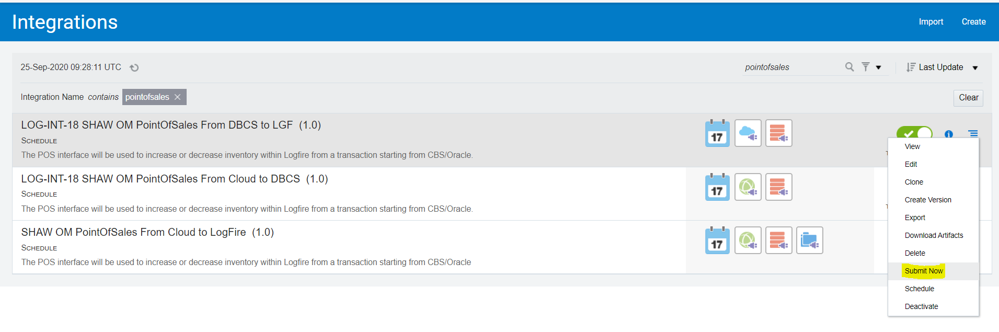 Integrations
Import Create
25-Sep-2020 09:28:11 UTC
pointofsales
Last Update
Integration Name contains pointofsales
Clear
LOG-INT-18 SHAW OM PointOfSales From DBCS to LGF (1.0)
17
SCHEDULE
The POS interface will be used to increase or decrease inventory within Logfire from a transaction starting from CBS/Oracle.
LOG-INT-18 SHAW OM PointOfSales From Cloud to DBCS (1.0)
17
SCHEDULE
The POS interface will be used to increase or decrease inventory within Logfire from a transaction starting from CBS/Oracle.
SHAW OM PointOfSales From Cloud to LogFire (1.0)
17
SCHEDULE
The POS interface will be used to increase or decrease inventory within Logfire from a transaction starting from CBS/Oracle
View
Edit
Clone
Create Version
Export
Download Artifacts
Delete
Submit Now
Schedule
Deactivate